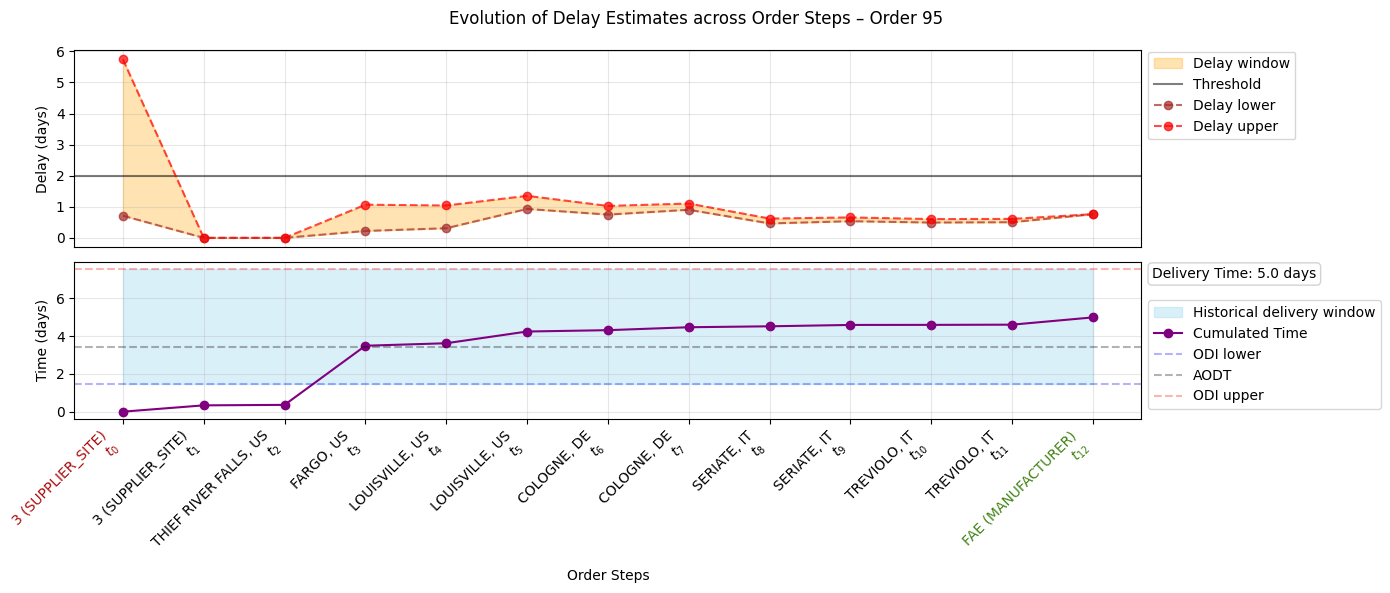 Evolution of Delay Estimates across Order Steps – Order 95
Delay (days)
6
5
4
3
2
1
0
Delay window
Threshold
Delay lower
Delay upper
Time (days)
6
4
2
0
Delivery Time: 5.0 days
Historical delivery window
Cumulated Time
ODI lower
AODT
ODI upper
3 (SUPPLIER_SITE)
t0
3 (SUPPLIER_SITE)
t1
THIEF RIVER FALLS, US
t2
FARGO, US
t3
LOUISVILLE, US
t4
LOUISVILLE, US
t5
COLOGNE, DE
t6
COLOGNE, DE
t7
SERIATE, IT
t8
SERIATE, IT
t9
TREVIOLO, IT
t10
TREVIOLO, IT
t11
FAE (MANUFACTURER)
t12
Order Steps